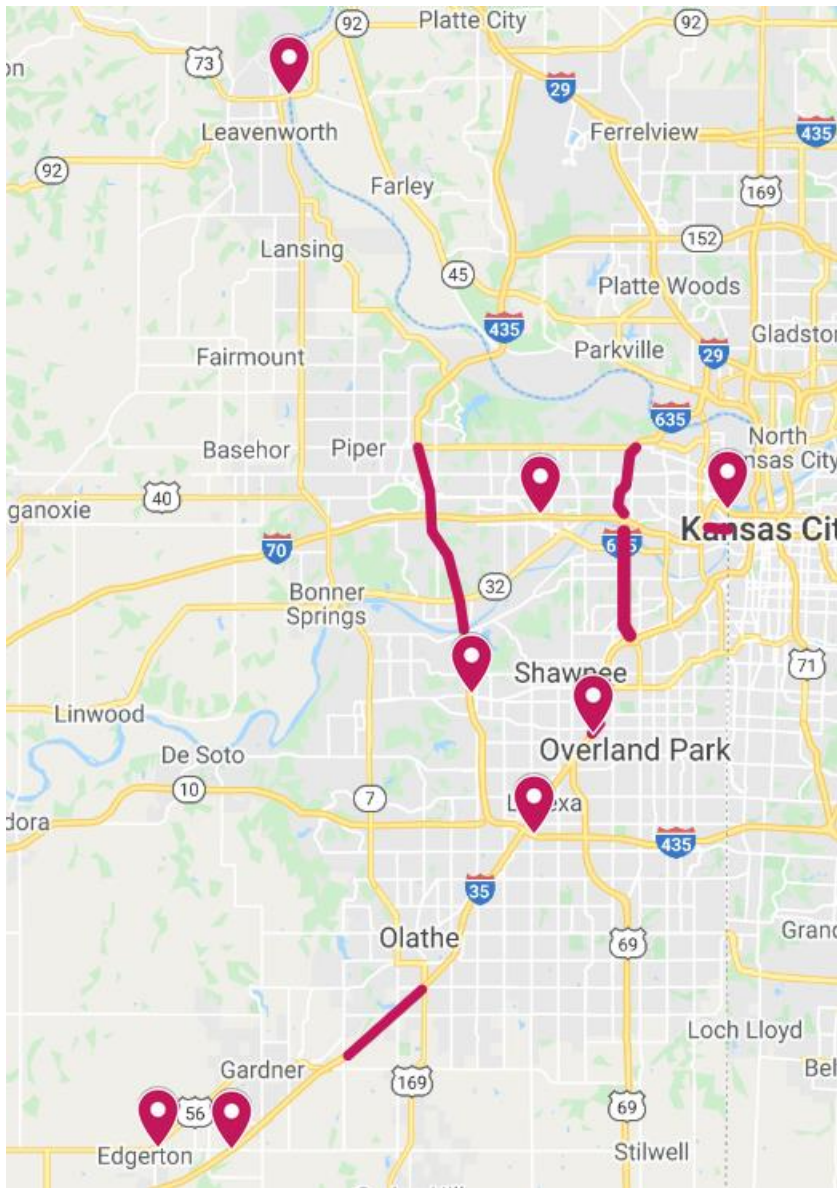 Platte City
92
92
73
on
29
Leavenworth
Ferrelview
435
92
169
Farley
Lansing
152
45
Platte Woods
435
Gladstor
Fairmount
Parkville
29
635
North
nsas City
Basehor
Piper
40
ganoxie
Kansas Cit
70
32
Bonner
Springs
71
Shawnee
Linwood
De Soto
Overland Park
10
7
dora
435
35
Olathe
69
Grand
Loch Lloyd
Gardner
169
Bel
56
69
Edgerton
Stilwell